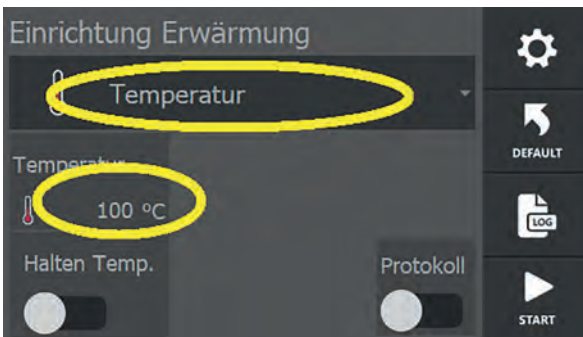 Einrichtung Erwärmung
Temperatur
DEFAULT
Temperatur
100 °C
LOG
Halten Temp.
Protokoll
START